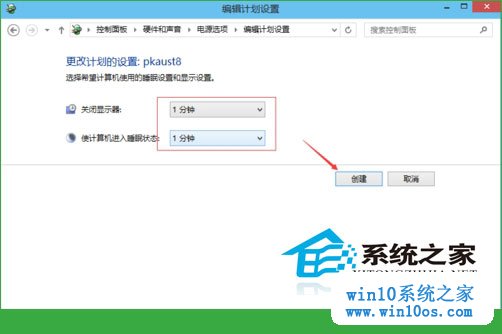 编辑计划设置
控制面板 硬件和声音 电源选项 编辑计划设置
搜索控制面板
更改计划的设置: pkaust8
选择希望计算机使用的睡眠设置和显示设置。
关闭显示器: 1 分钟
使计算机进入睡眠状态: 1 分钟
创建 取消
系统之家
win10系统之家
www.win10os.com